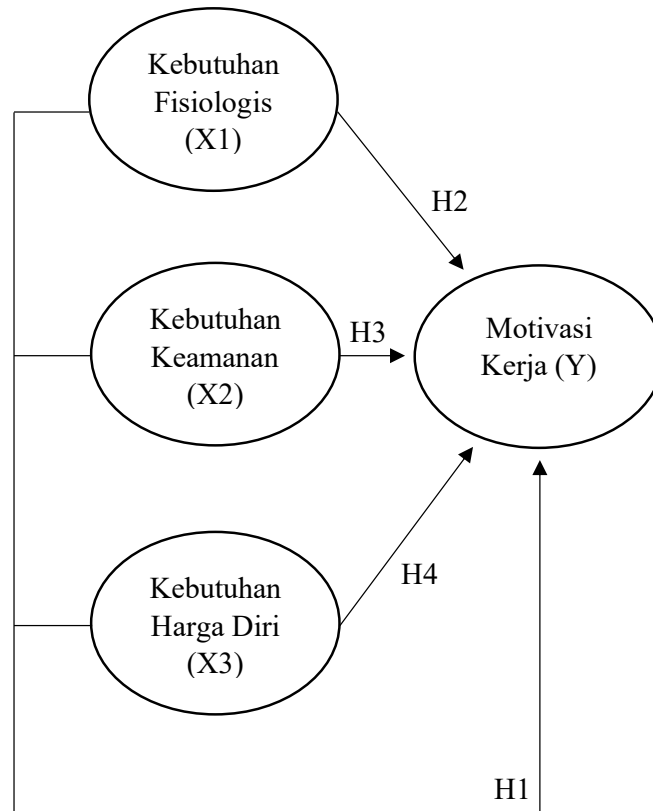 Kebutuhan
Fisiologis
(X1)
H2
Kebutuhan
Keamanan
(X2)
H3
Motivasi
Kerja (Y)
Kebutuhan
Harga Diri
(X3)
H4
H1